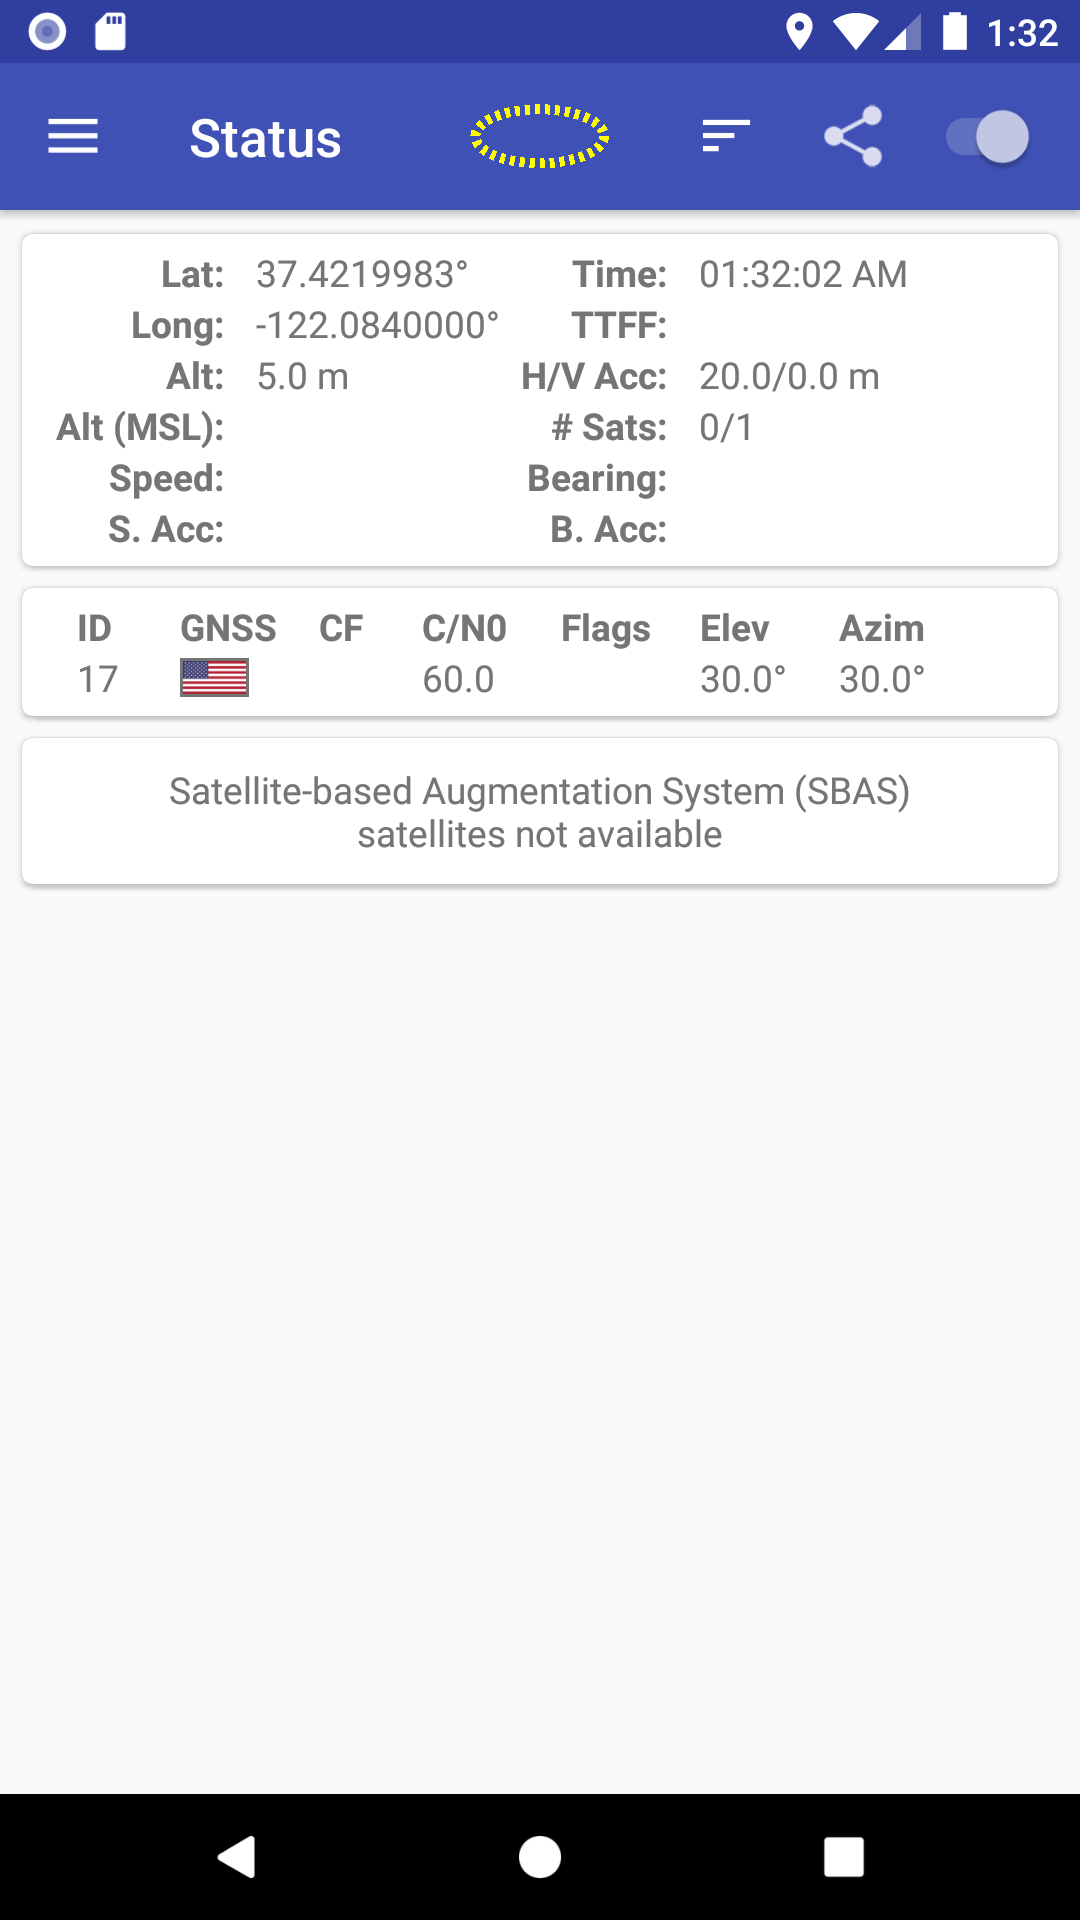 1:32
Status
Lat: 37.4219983° Time: 01:32:02 AM
Long: -122.0840000° TTFF:
Alt: 5.0 m H/V Acc: 20.0/0.0 m
Alt (MSL): # Sats: 0/1
Speed: Bearing:
S. Acc: B. Acc:
ID GNSS CF C/N0 Flags Elev Azim
17 60.0 30.0° 30.0°
Satellite-based Augmentation System (SBAS)
satellites not available